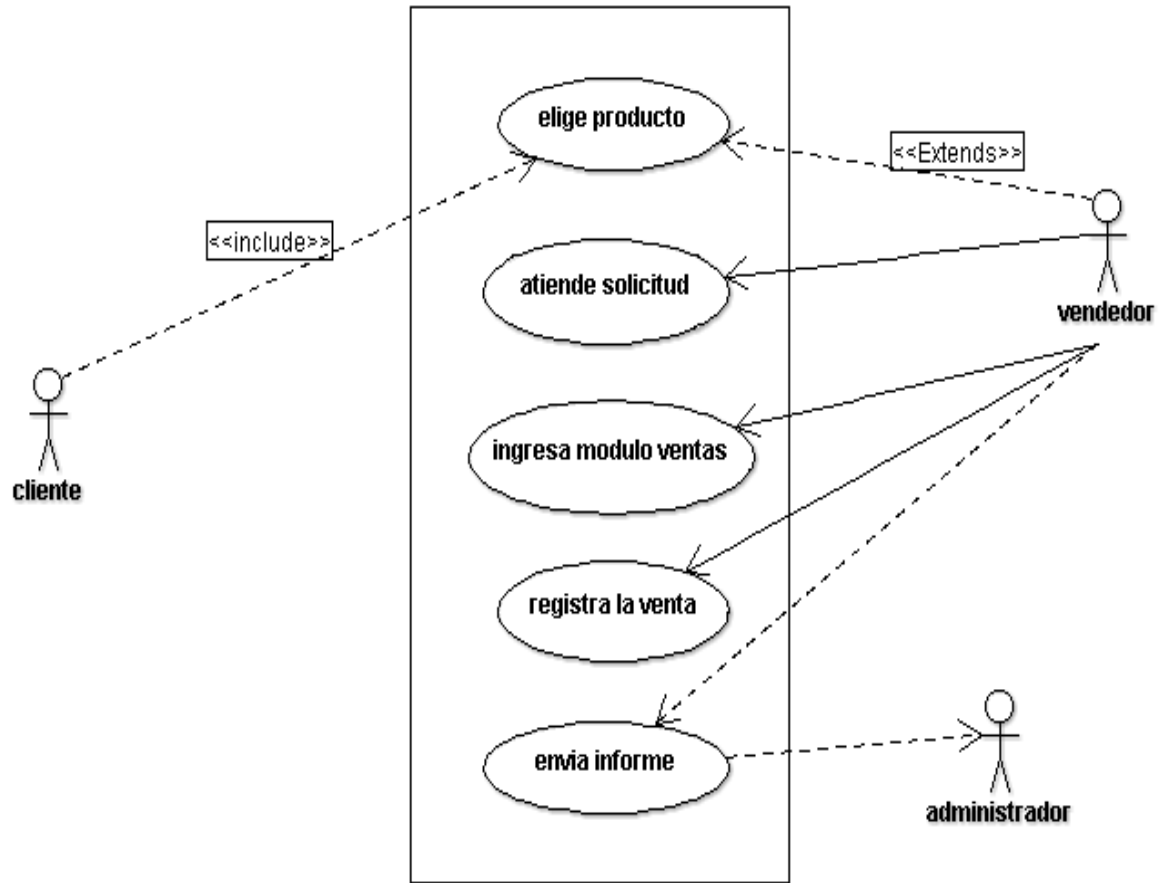 elige producto
<<Extends>>
<<include>>
atiende solicitud
vendedor
ingresa modulo ventas
cliente
registra la venta
envia informe
administrador